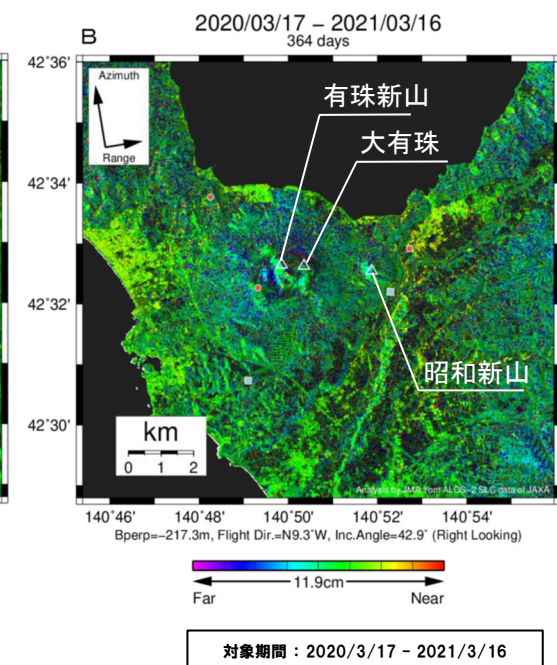 B
2020/03/17 – 2021/03/16
364 days
42˚36'
42˚34'
42˚32'
42˚30'
Azimuth
Range
有珠新山
大有珠
昭和新山
km
0 1 2
Analysis by JMA from ALOS-2 SLC data of JAXA
140˚46' 140˚48' 140˚50' 140˚52' 140˚54'
Bperp=−217.3m, Flight Dir.=N9.3˚W, Inc.Angle=42.9˚ (Right Looking)
11.9cm
Far Near
対象期間：2020/3/17 - 2021/3/16